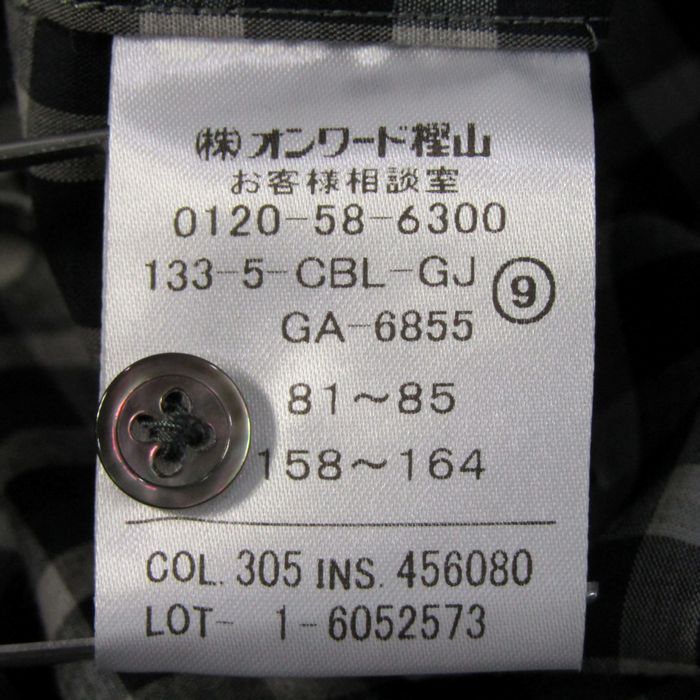 (株)オンワード樫山
お客様相談室
0120-58-6300
133-5-CBL-GJ ⑨
GA-6855
81～85
158～164
COL. 305 INS. 456080
LOT- 1-6052573